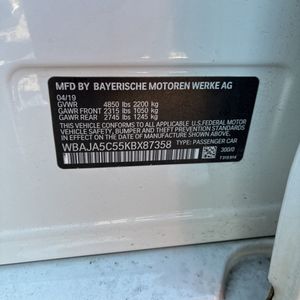 MFD BY BAYERISCHE MOTOREN WERKE AG
04/19
GVWR 4850 lbs 2200 kg
GAWR FRONT 2315 lbs 1050 kg
GAWR REAR 2745 lbs 1245 kg
THIS VEHICLE CONFORMS TO ALL APPLICABLE U.S.FEDERAL MOTOR
VEHICLE SAFETY, BUMPER, AND THEFT PREVENTION STANDARDS
IN EFFECT ON THE DATE OF MANUFACTURE SHOWN ABOVE.
WBAJA5C55KBX87358 TYPE: PASSENGER CAR
300/0